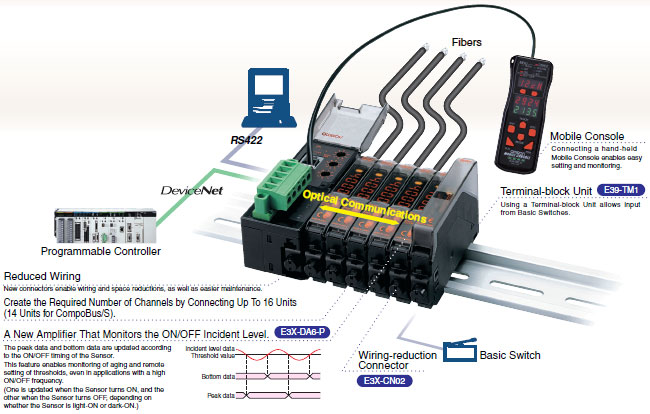 Fibers
RS422
DeviceNet
Optical Communications
Programmable Controller
Mobile Console
Connecting a hand-held
Mobile Console enables easy
setting and monitoring.
Terminal-block Unit E39-TM1
Using a Terminal-block Unit allows input
from Basic Switches.
Reduced Wiring
New connectors enable wiring and space reductions, as well as easier maintenance.
Create the Required Number of Channels by Connecting Up To 16 Units
(14 Units for CompoBus/S).
A New Amplifier That Monitors the ON/OFF Incident Level. E3X-DA6-P
The peak data and bottom data are updated according
to the ON/OFF timing of the Sensor.
This feature enables monitoring of aging and remote
setting of thresholds, even in applications with a high
ON/OFF frequency.
(One is updated when the Sensor turns ON, and the
other when the Sensor turns OFF, depending on
whether the Sensor is light-ON or dark-ON.)
Incident level data
Threshold value
Bottom data
Peak data
Wiring-reduction
Connector
E3X-CN02
Basic Switch